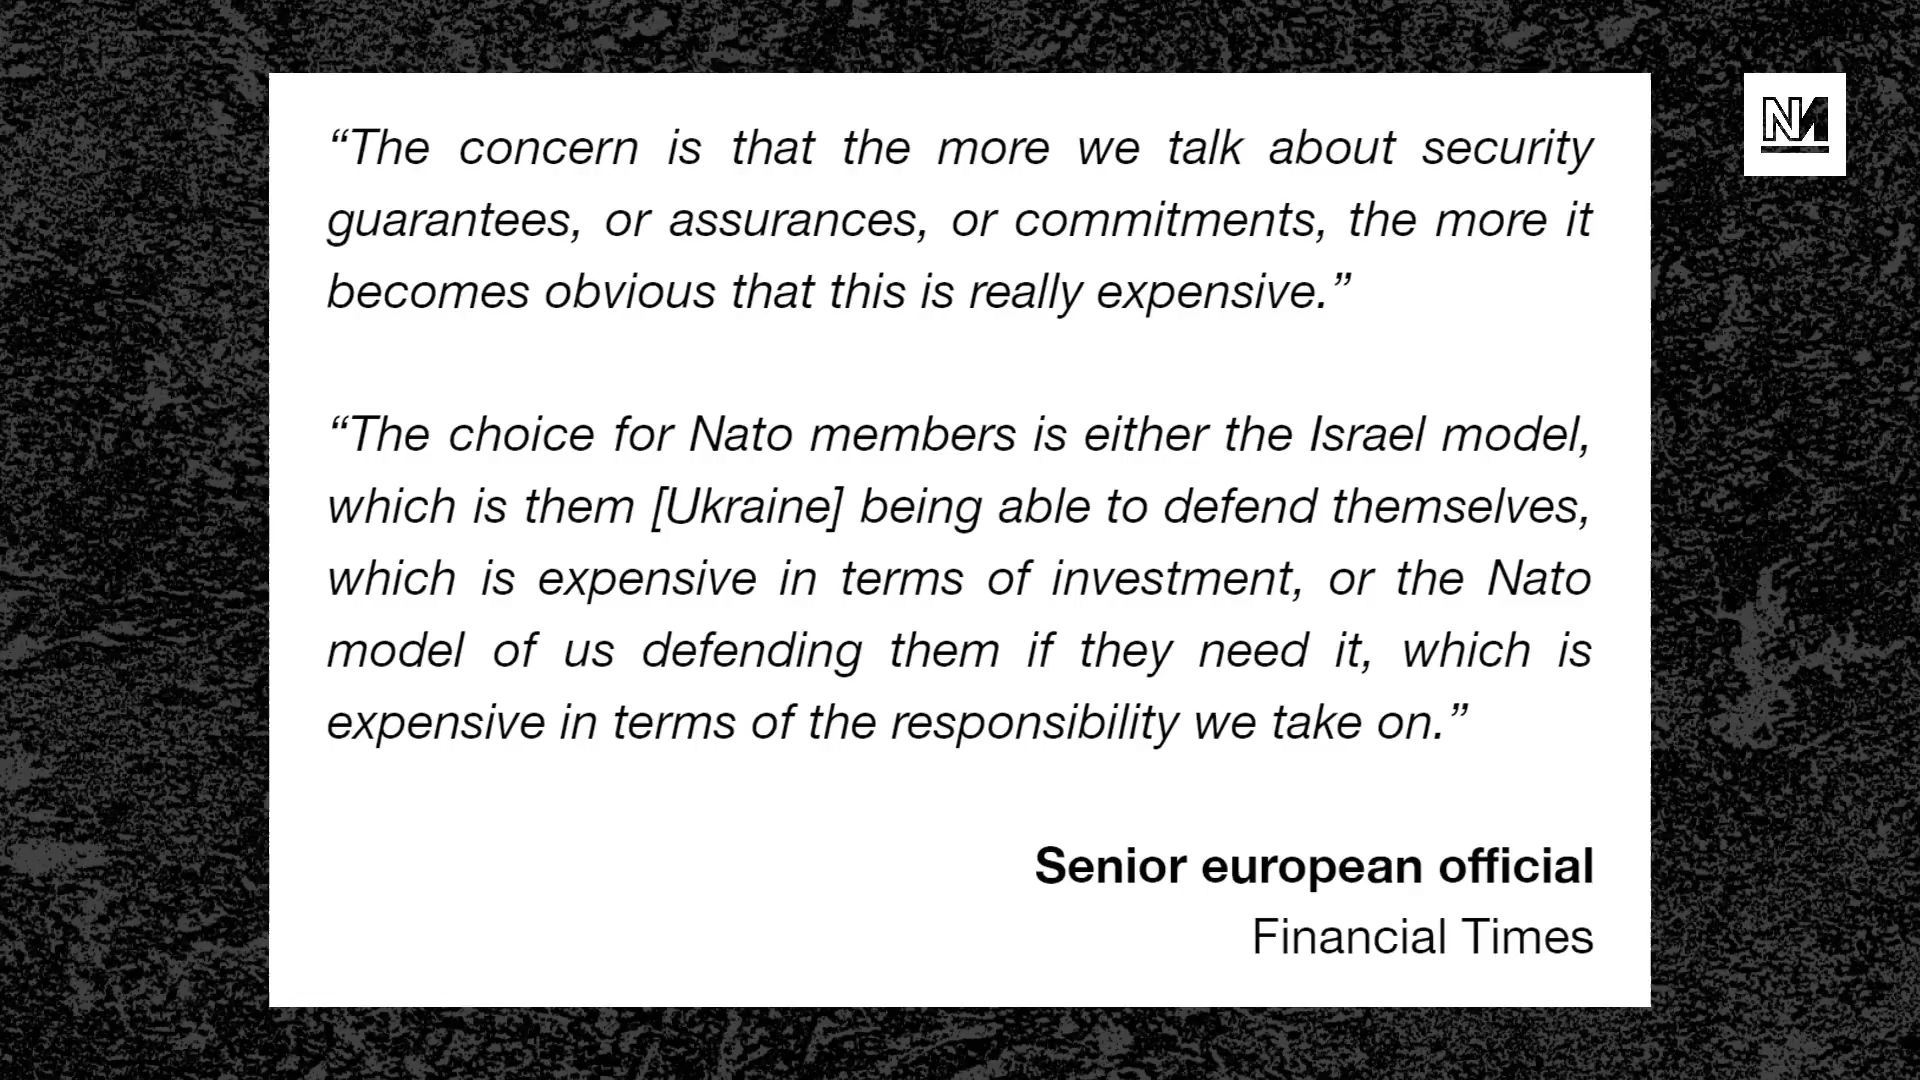 “The concern is that the more we talk about security
guarantees, or assurances, or commitments, the more it
becomes obvious that this is really expensive.”
“The choice for Nato members is either the Israel model,
which is them [Ukraine] being able to defend themselves,
which is expensive in terms of investment, or the Nato
model of us defending them if they need it, which is
expensive in terms of the responsibility we take on.”
Senior european official
Financial Times
NM